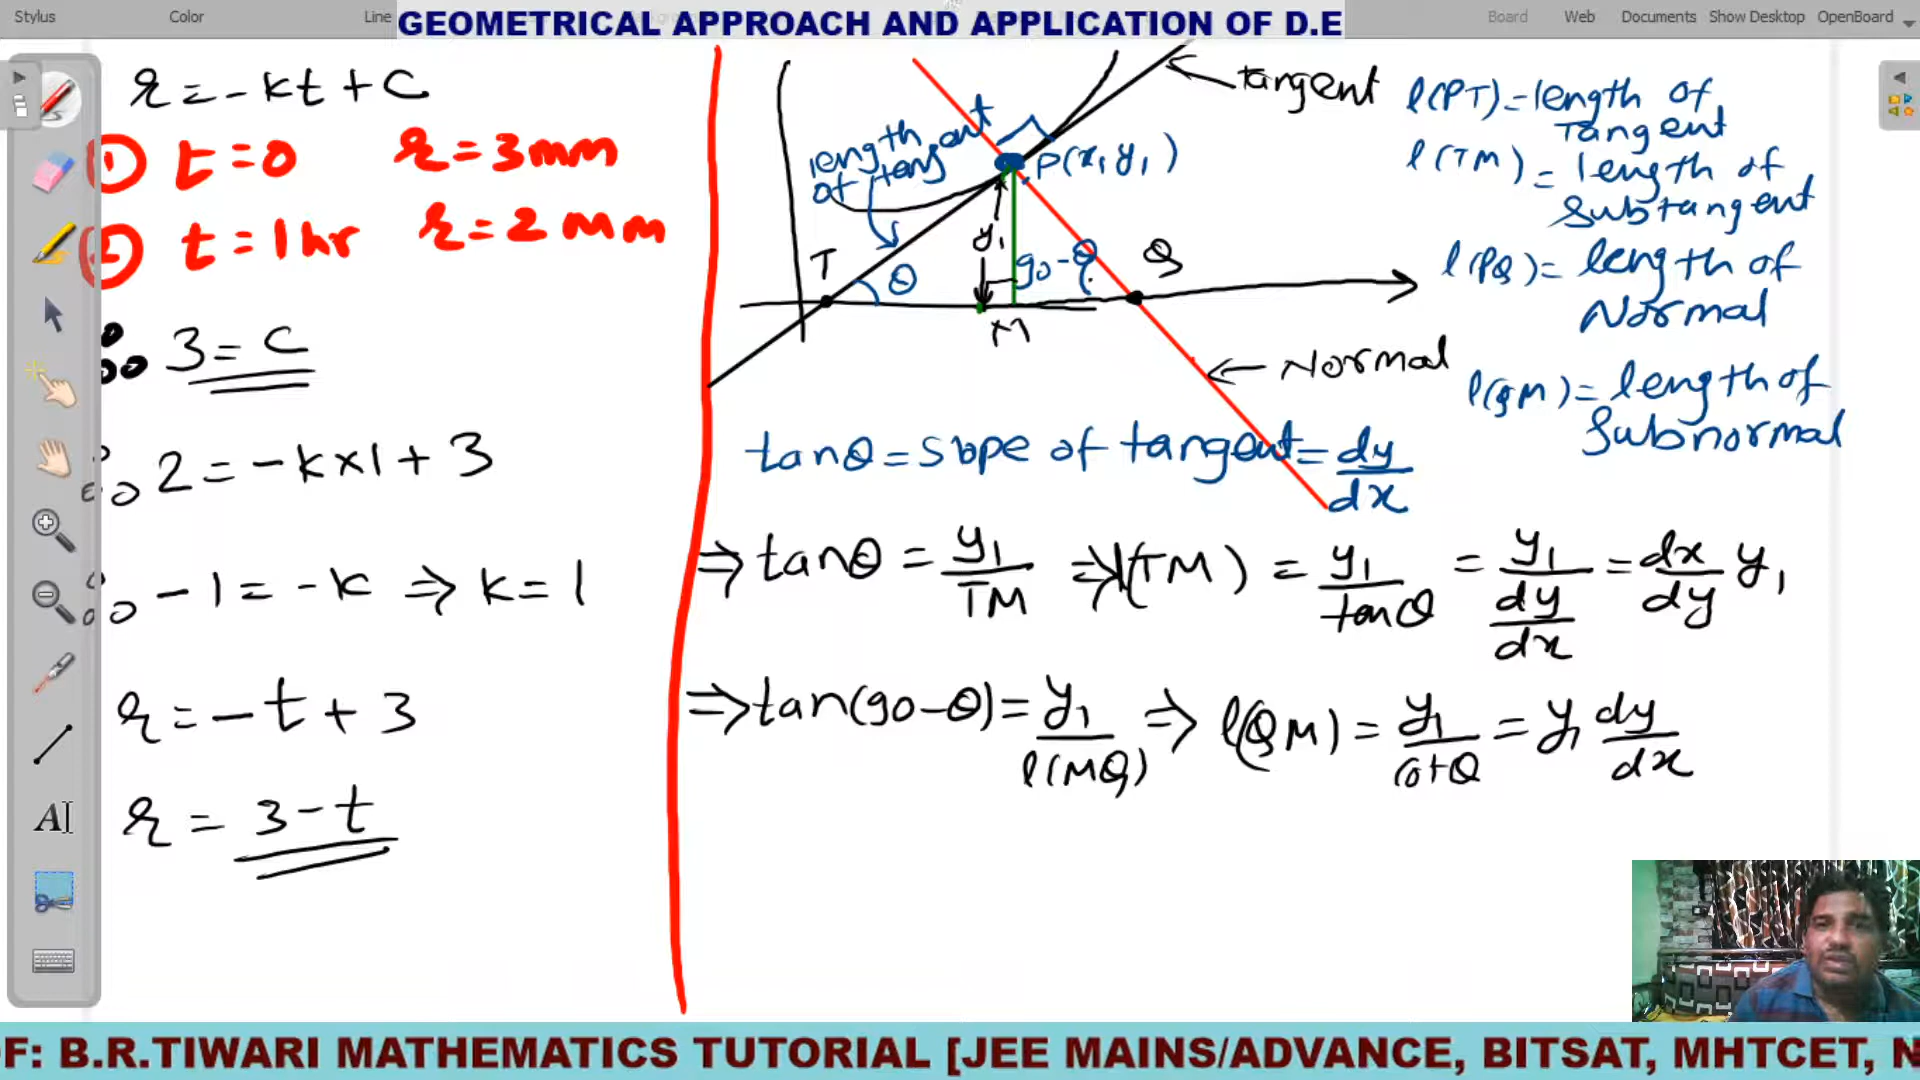 Stylus Color Line Board Web Documents Show Desktop OpenBoard
GEOMETRICAL APPROACH AND APPLICATION OF D.E
r = -kt + c
① t=0 r=3mm
② t=1hr r=2mm
3 = c
2 = -k×1 + 3
-1 = -k ⇒ k = 1
r = -t + 3
r = 3-t
tangent
length of tangent
P(x₁ y₁)
T
θ
y₁
90-θ
Q
M
Normal
l(PT) = length of Tangent
l(TM) = length of Subtangent
l(PQ) = length of Normal
l(QM) = length of Subnormal
tanθ = slope of tangent = dy/dx
⇒ tanθ = y₁/TM ⇒ l(TM) = y₁/tanθ = y₁/(dy/dx) = dx/dy y₁
⇒ tan(90-θ) = y₁/l(MQ) ⇒ l(QM) = y₁/cotθ = y₁ dy/dx
AI
OF: B.R.TIWARI MATHEMATICS TUTORIAL [JEE MAINS/ADVANCE, BITSAT, MHTCET, N